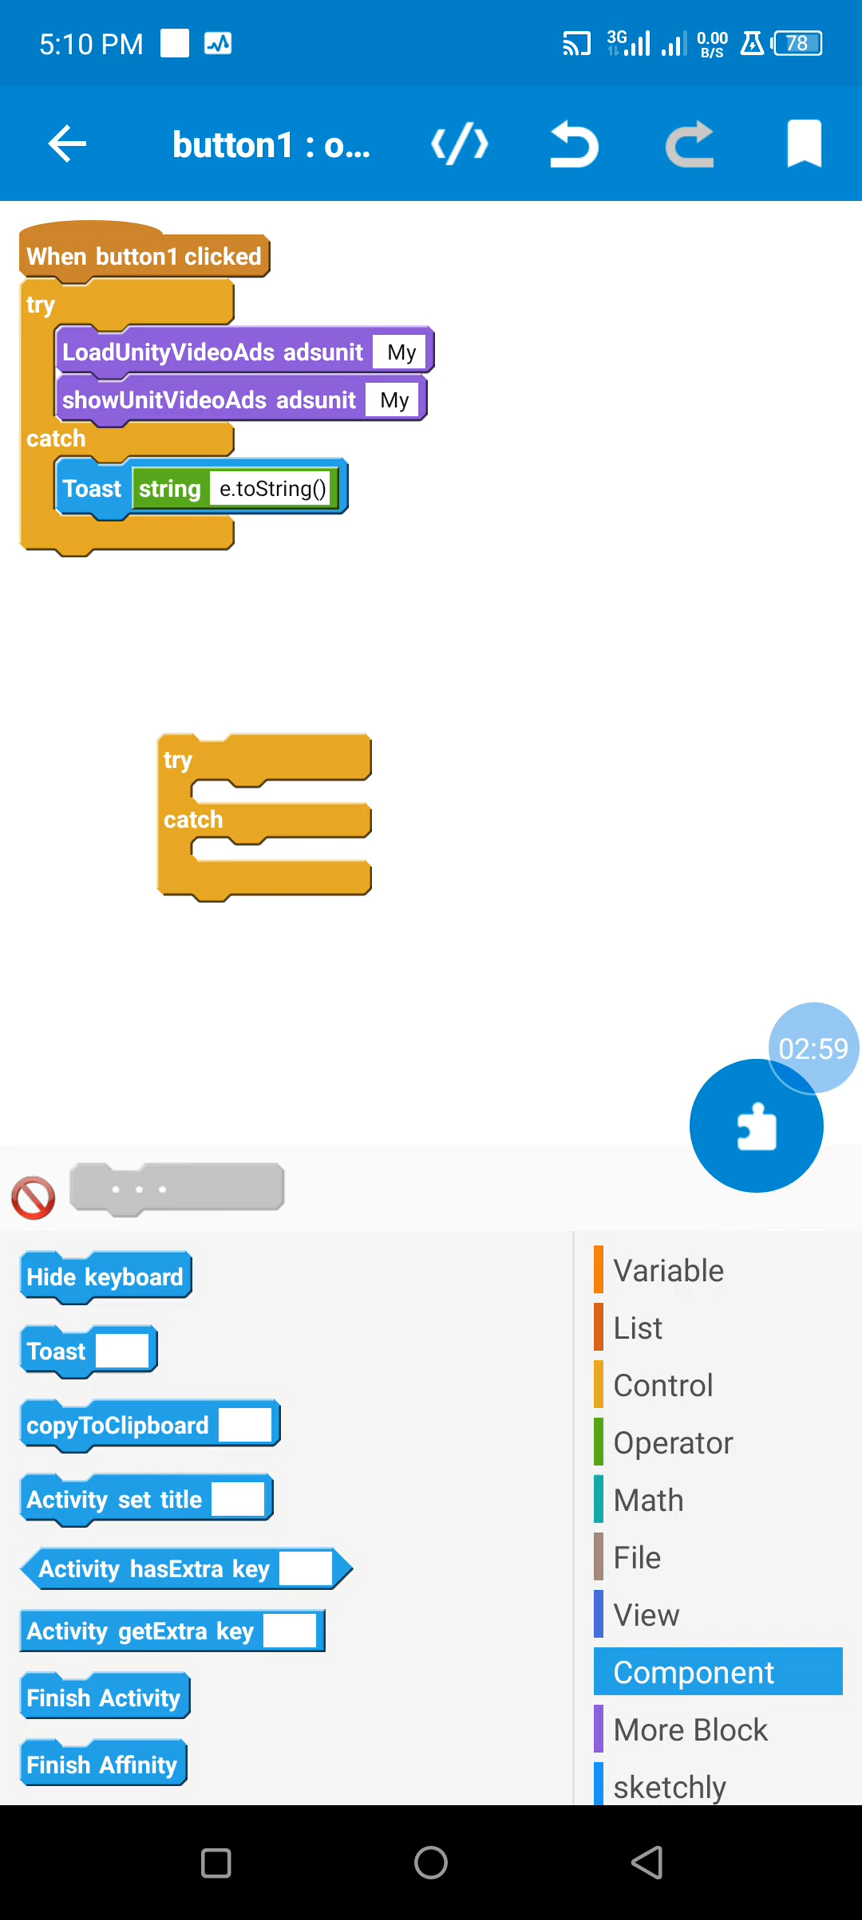 5:10 PM
3G
0.00
B/S
78
button1 : o...
When button1 clicked
try
LoadUnityVideoAds adsunit My
showUnitVideoAds adsunit My
catch
Toast string e.toString()
try
catch
02:59
Hide keyboard
Toast
copyToClipboard
Activity set title
Activity hasExtra key
Activity getExtra key
Finish Activity
Finish Affinity
Variable
List
Control
Operator
Math
File
View
Component
More Block
sketchly